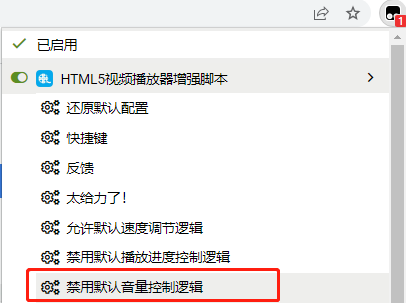 1
已启用
HTML5视频播放器增强脚本
还原默认配置
快捷键
反馈
太给力了!
允许默认速度调节逻辑
禁用默认播放进度控制逻辑
禁用默认音量控制逻辑